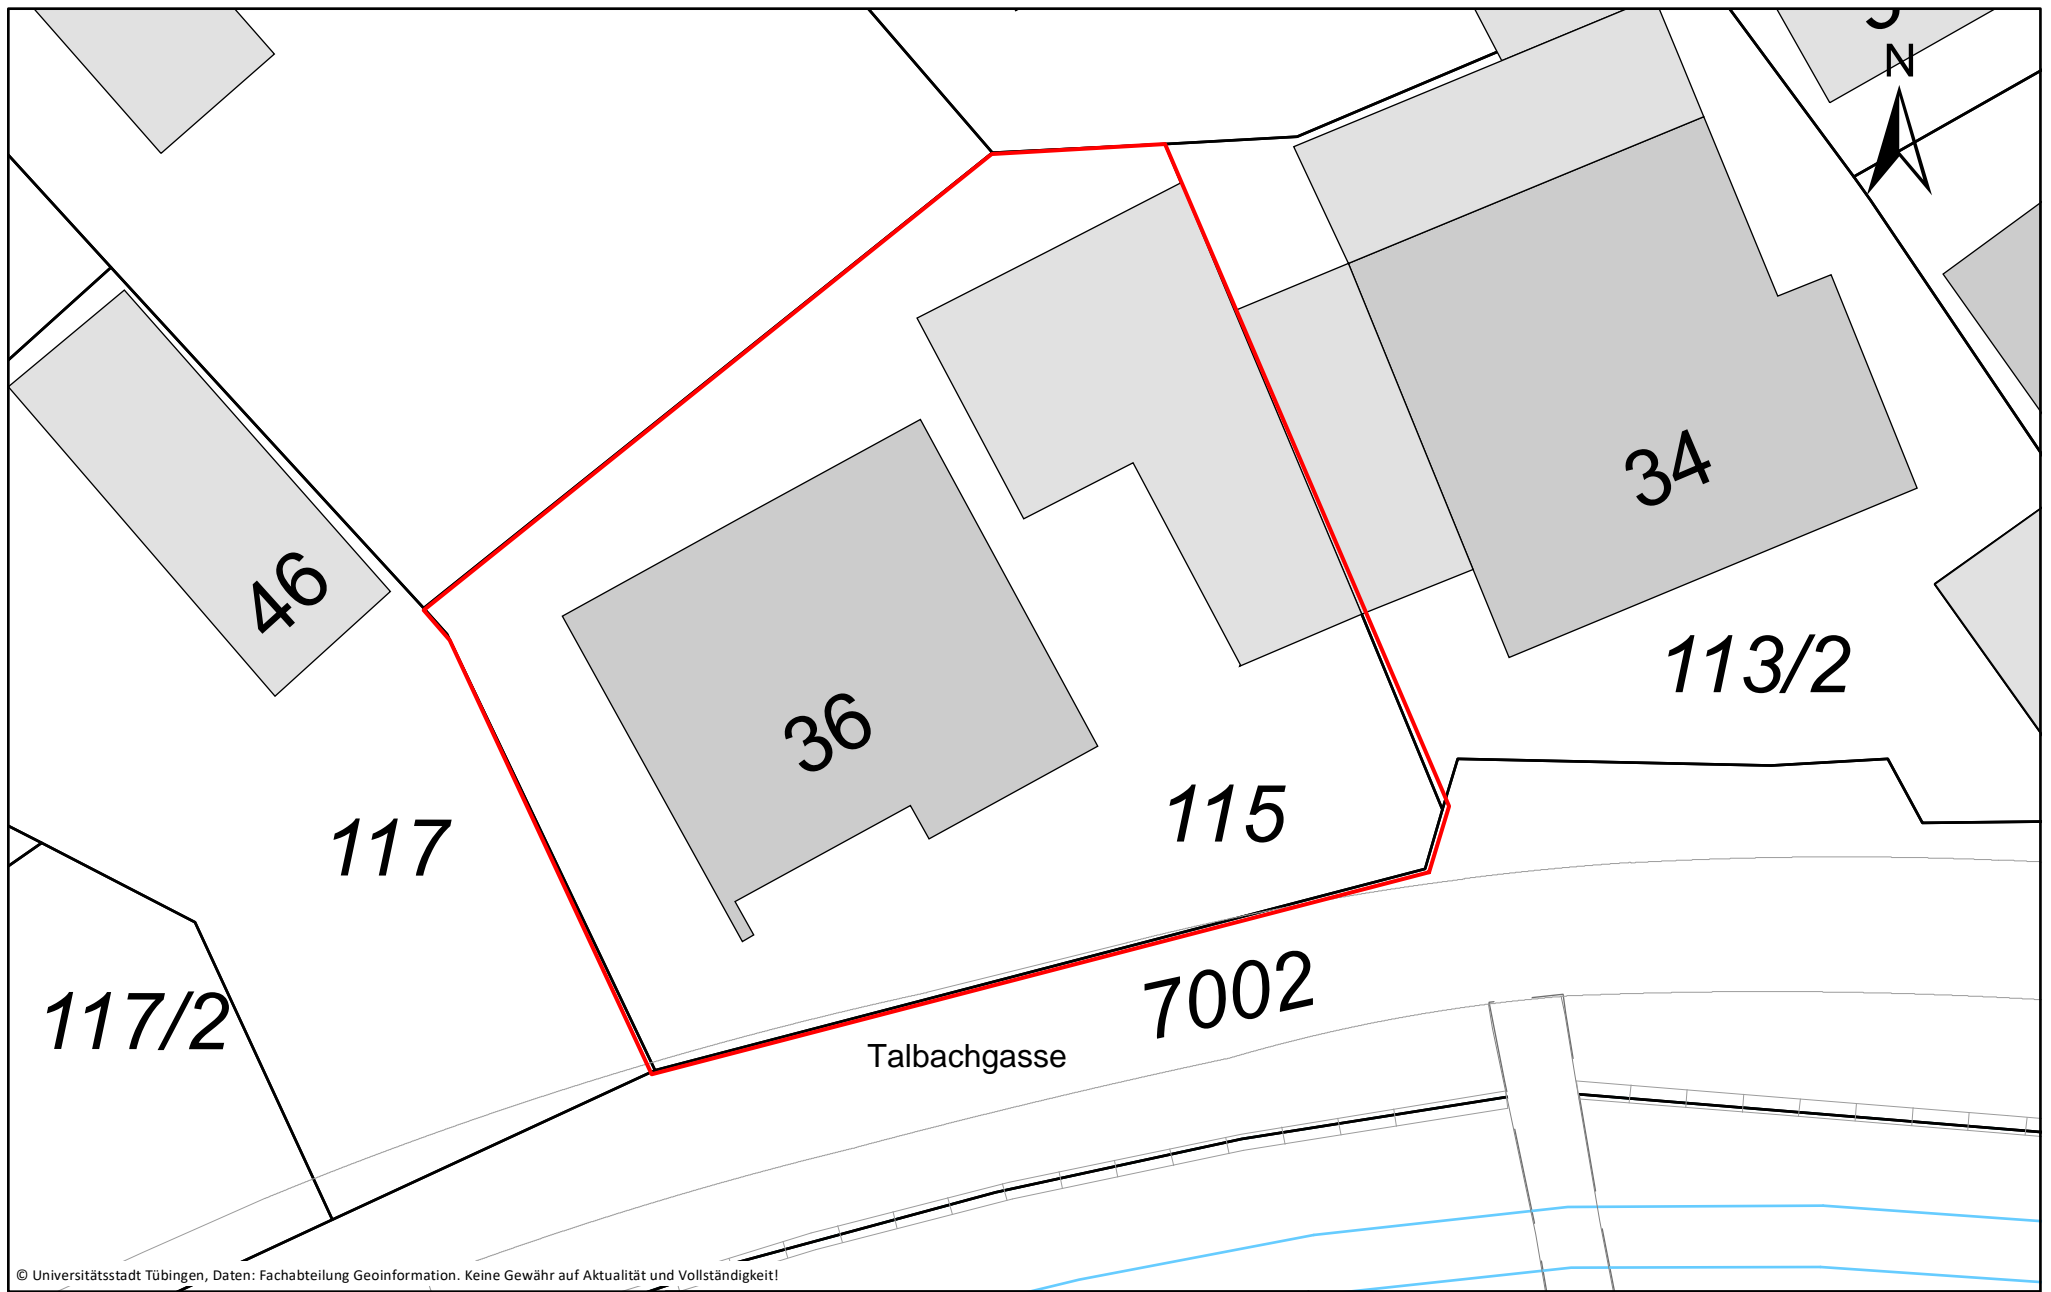 N
34
46
113/2
36
115
117
7002
117/2
Talbachgasse
© Universitätsstadt Tübingen, Daten: Fachabteilung Geoinformation. Keine Gewähr auf Aktualität und Vollständigkeit!